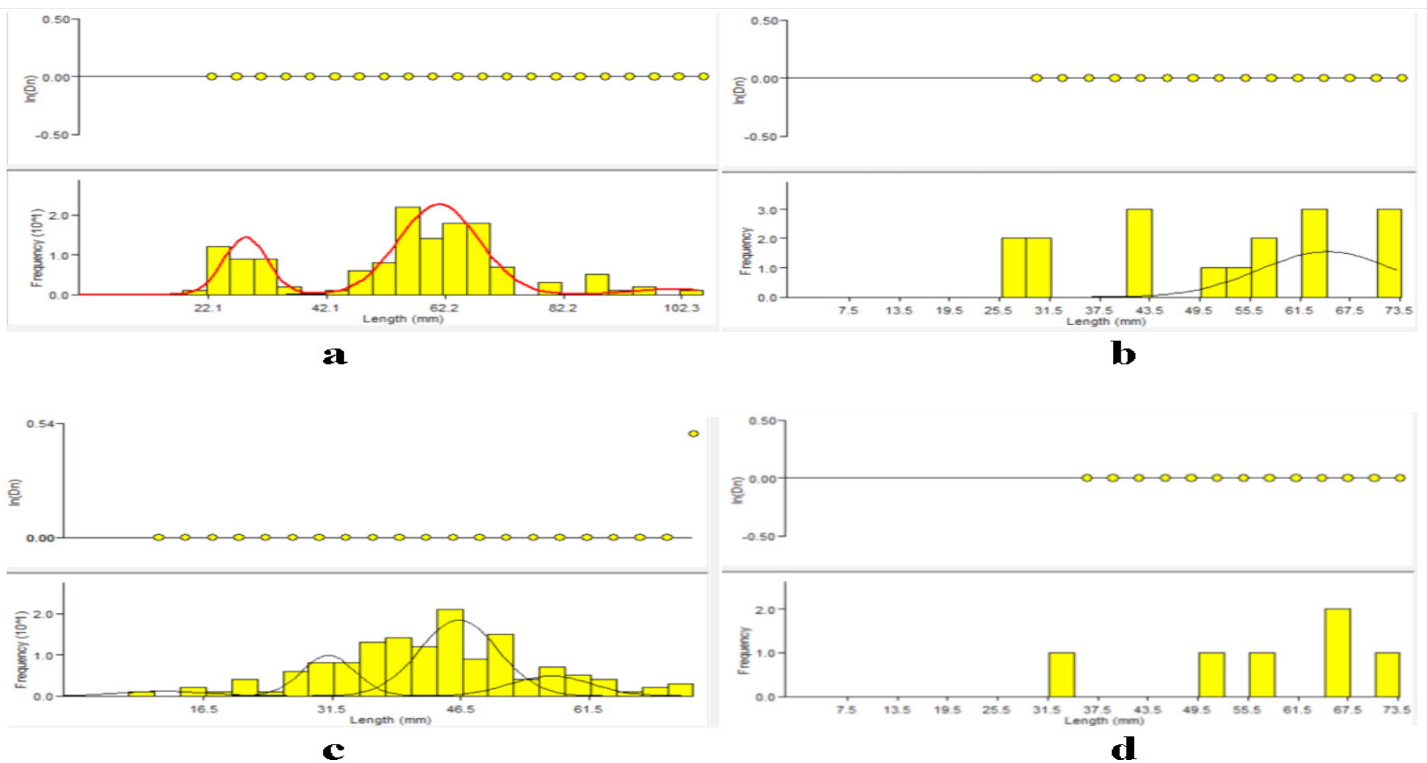 0.50
0.00
-0.50
ln(Dn)
2.0
1.0
0.0
Frequency (10^1)
22.1 42.1 62.2 82.2 102.3
Length (mm)
a
0.50
0.00
-0.50
ln(Dn)
3.0
2.0
1.0
0.0
Frequency
7.5 13.5 19.5 25.5 31.5 37.5 43.5 49.5 55.5 61.5 67.5 73.5
Length (mm)
b
0.54
0.00
ln(Dn)
2.0
1.0
0.0
Frequency (10^1)
16.5 31.5 46.5 61.5
Length (mm)
c
0.50
0.00
-0.50
ln(Dn)
2.0
1.0
0.0
Frequency
7.5 13.5 19.5 25.5 31.5 37.5 43.5 49.5 55.5 61.5 67.5 73.5
Length (mm)
d